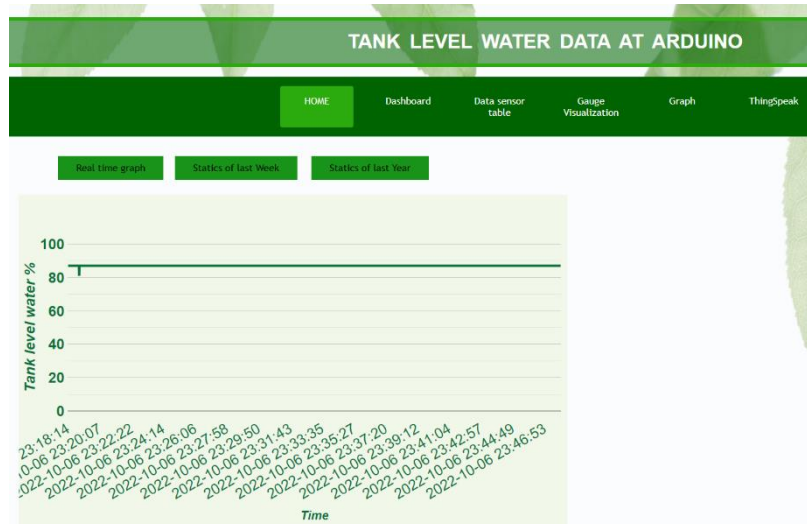 TANK LEVEL WATER DATA AT ARDUINO
HOME
Dashboard
Data sensor
table
Gauge
Visualization
Graph
ThingSpeak
Real time graph
Statics of last Week
Statics of last Year
Tank level water %
100
80
60
40
20
0
23:18:14
0-06 23:20:07
2022-10-06 23:22:22
2022-10-06 23:24:14
2022-10-06 23:26:06
2022-10-06 23:27:58
2022-10-06 23:29:50
2022-10-06 23:31:43
2022-10-06 23:33:35
2022-10-06 23:35:27
2022-10-06 23:37:20
2022-10-06 23:39:12
2022-10-06 23:41:04
2022-10-06 23:42:57
2022-10-06 23:44:49
2022-10-06 23:46:53
Time